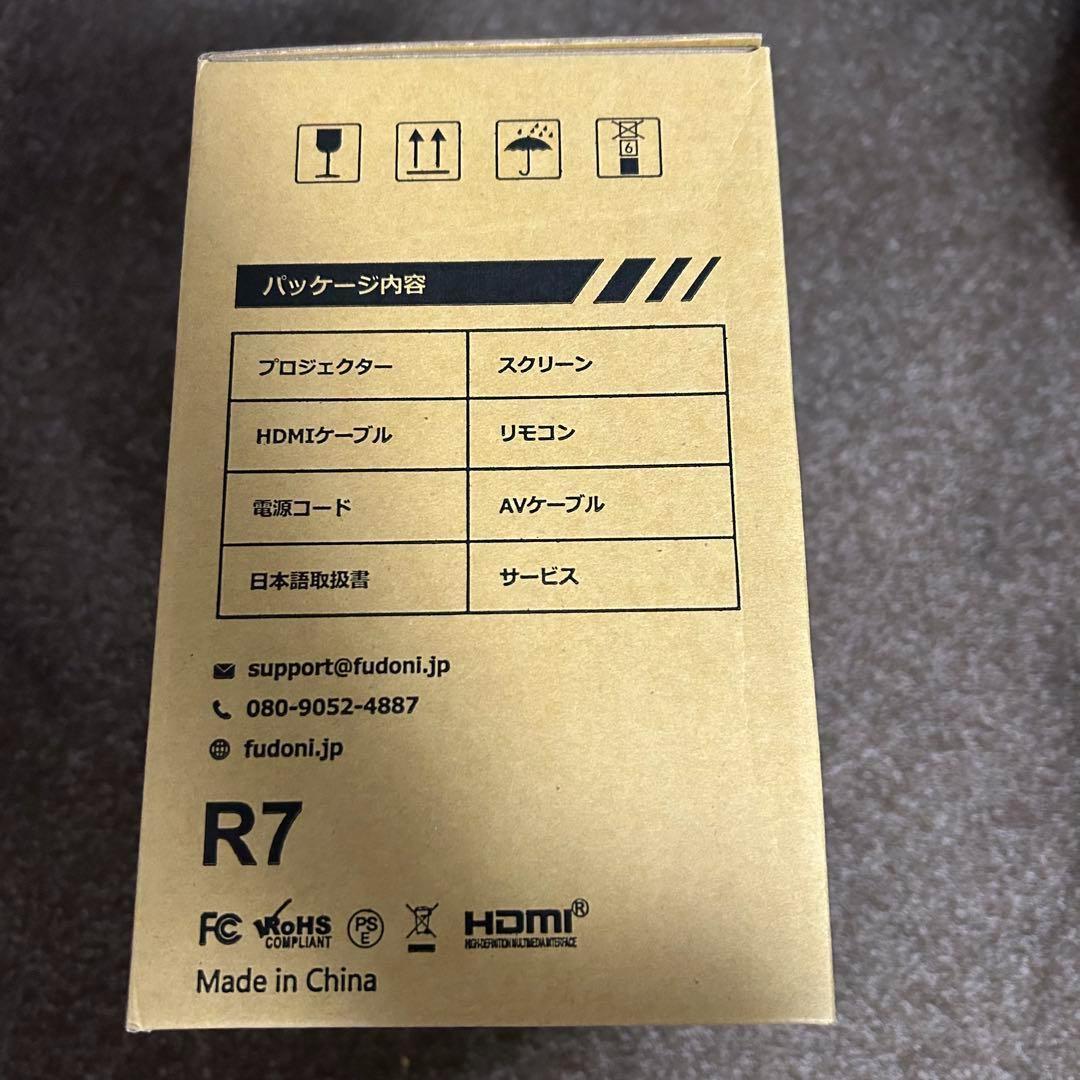 6
パッケージ内容
プロジェクター スクリーン
HDMIケーブル リモコン
電源コード AVケーブル
日本語取扱書 サービス
support@fudoni.jp
080-9052-4887
fudoni.jp
R7
FC RoHS COMPLIANT PSE HDMI®
HIGH-DEFINITION MULTIMEDIA INTERFACE
Made in China